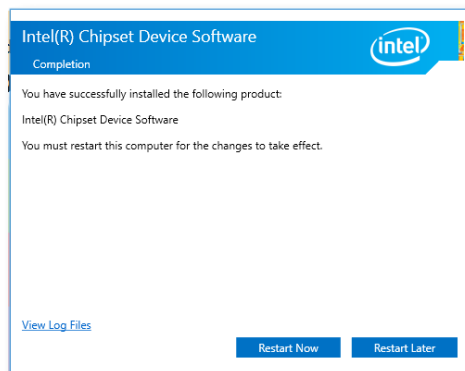 Intel(R) Chipset Device Software
Completion
intel
You have successfully installed the following product:
Intel(R) Chipset Device Software
You must restart this computer for the changes to take effect.
View Log Files
Restart Now
Restart Later